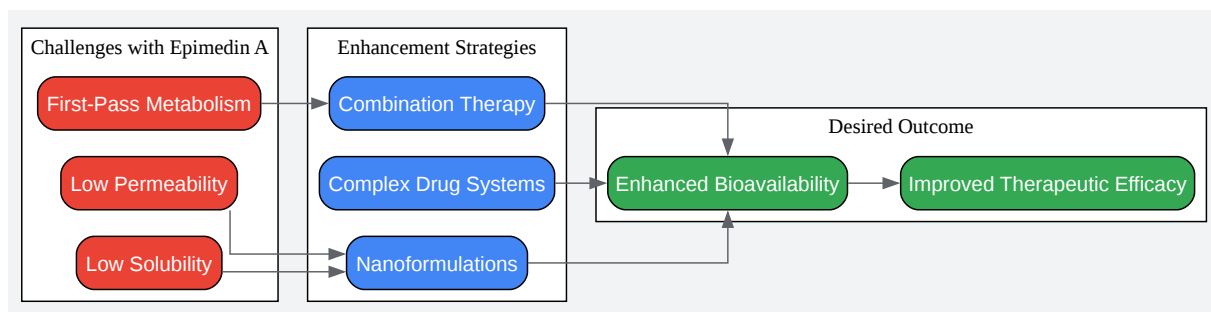 Challenges with Epimedin A
First-Pass Metabolism
Low Permeability
Low Solubility
Enhancement Strategies
Combination Therapy
Complex Drug Systems
Nanoformulations
Desired Outcome
Enhanced Bioavailability
Improved Therapeutic Efficacy